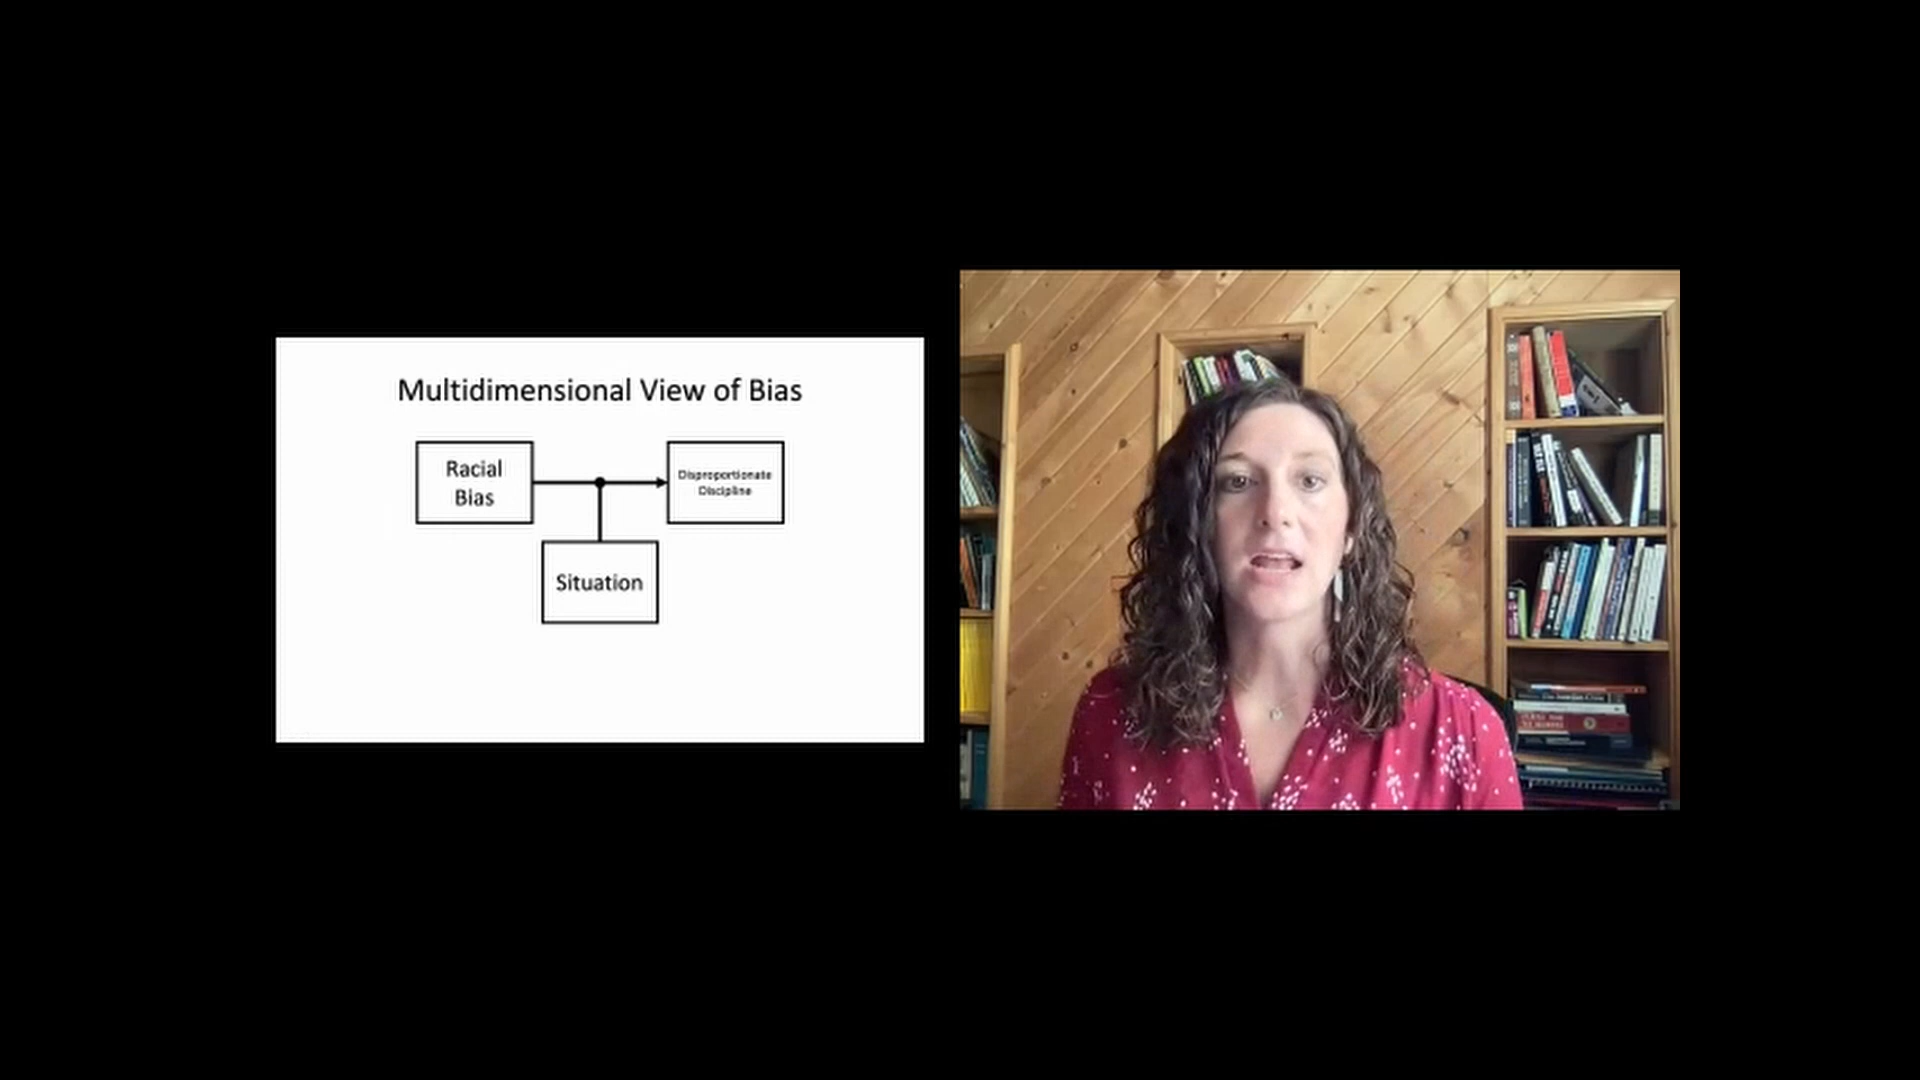 Multidimensional View of Bias
Racial
Bias
Disproportionate
Discipline
Situation